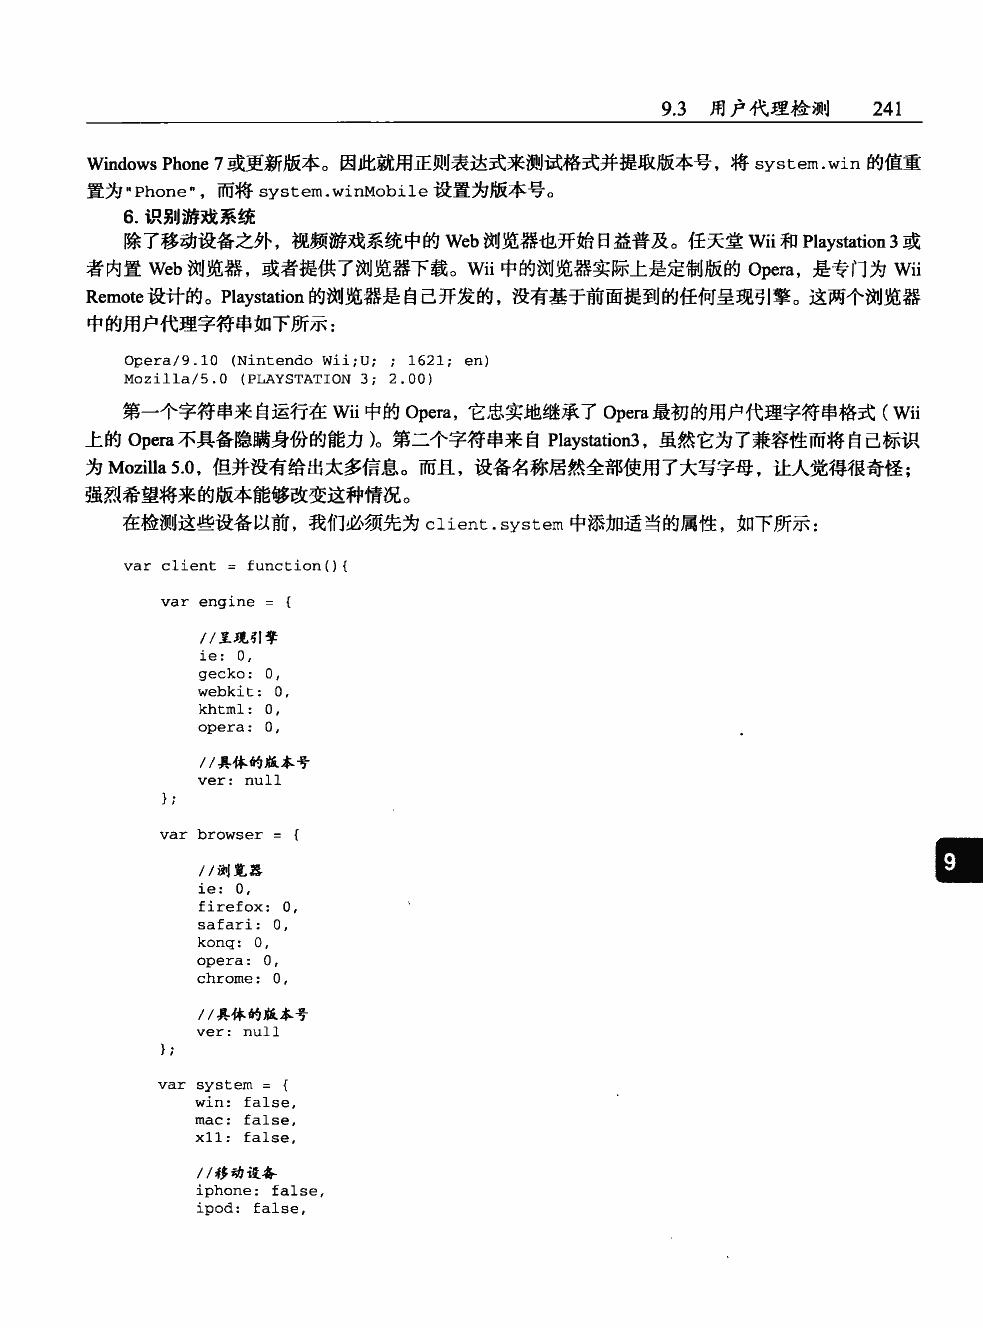 9.3 用户代理检测 241
Windows Phone 7或更新版本。因此就用正则表达式来测试格式并提取版本号，将 system.win 的值重
置为"Phone"，而将 system.winMobile 设置为版本号。
6. 识别游戏系统
除了移动设备之外，视频游戏系统中的 Web 浏览器也开始日益普及。任天堂 Wii 和 Playstation 3 或
者内置 Web 浏览器，或者提供了浏览器下载。Wii 中的浏览器实际上是定制版的 Opera，是专门为 Wii
Remote 设计的。Playstation 的浏览器是自己开发的，没有基于前面提到的任何呈现引擎。这两个浏览器
中的用户代理字符串如下所示：
Opera/9.10 (Nintendo Wii;U; ; 1621; en)
Mozilla/5.0 (PLAYSTATION 3; 2.00)
第一个字符串来自运行在 Wii 中的 Opera，它忠实地继承了 Opera 最初的用户代理字符串格式（Wii
上的 Opera 不具备隐瞒身份的能力）。第二个字符串来自 Playstation3，虽然它为了兼容性而将自己标识
为 Mozilla 5.0，但并没有给出太多信息。而且，设备名称居然全部使用了大写字母，让人觉得很奇怪；
强烈希望将来的版本能够改变这种情况。
在检测这些设备以前，我们必须先为 client.system 中添加适当的属性，如下所示：
var client = function(){
var engine = {
//呈现引擎
ie: 0,
gecko: 0,
webkit: 0,
khtml: 0,
opera: 0,
//具体的版本号
ver: null
};
var browser = {
//浏览器
ie: 0,
firefox: 0,
safari: 0,
konq: 0,
opera: 0,
chrome: 0,
//具体的版本号
ver: null
};
var system = {
win: false,
mac: false,
x11: false,
//移动设备
iphone: false,
ipod: false,
9